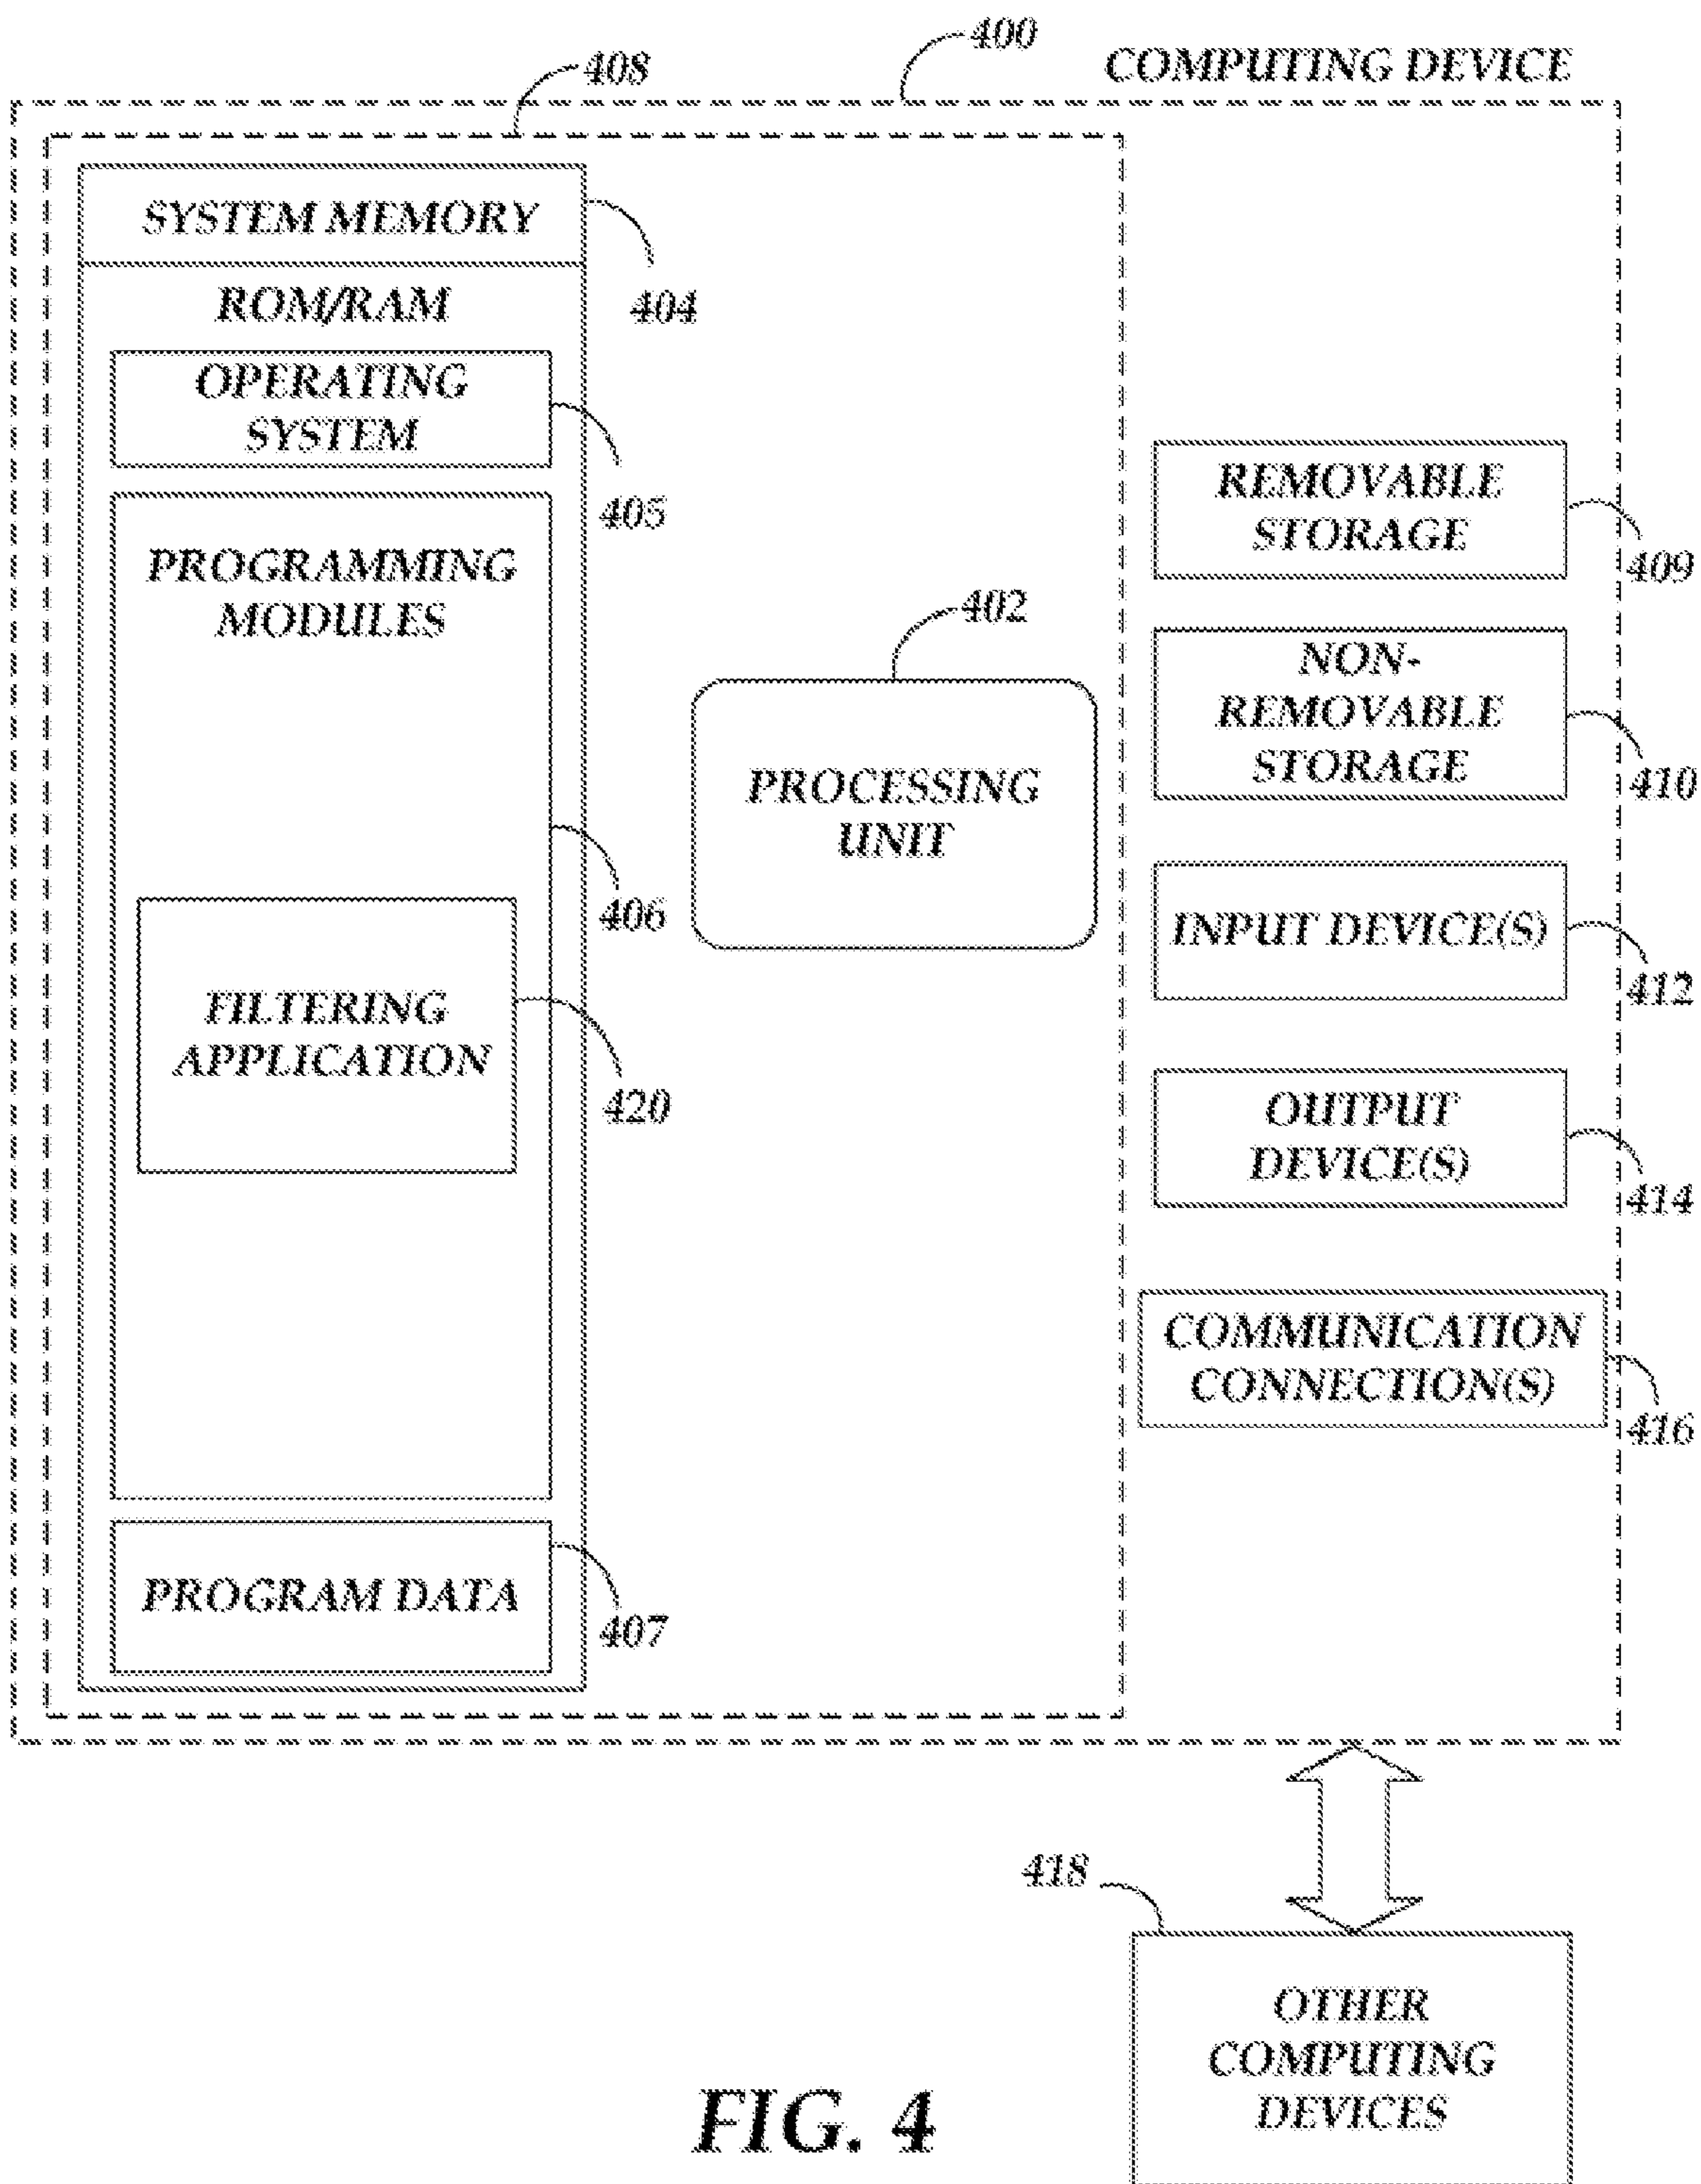 400
COMPUTING DEVICE
408
SYSTEM MEMORY
404
ROM/RAM
OPERATING
SYSTEM
405
PROGRAMMING
MODULES
406
FILTERING
APPLICATION
420
PROGRAM DATA
407
402
PROCESSING
UNIT
REMOVABLE
STORAGE
409
NON-
REMOVABLE
STORAGE
410
INPUT DEVICE(S)
412
OUTPUT
DEVICE(S)
414
COMMUNICATION
CONNECTION(S)
416
418
OTHER
COMPUTING
DEVICES
FIG. 4